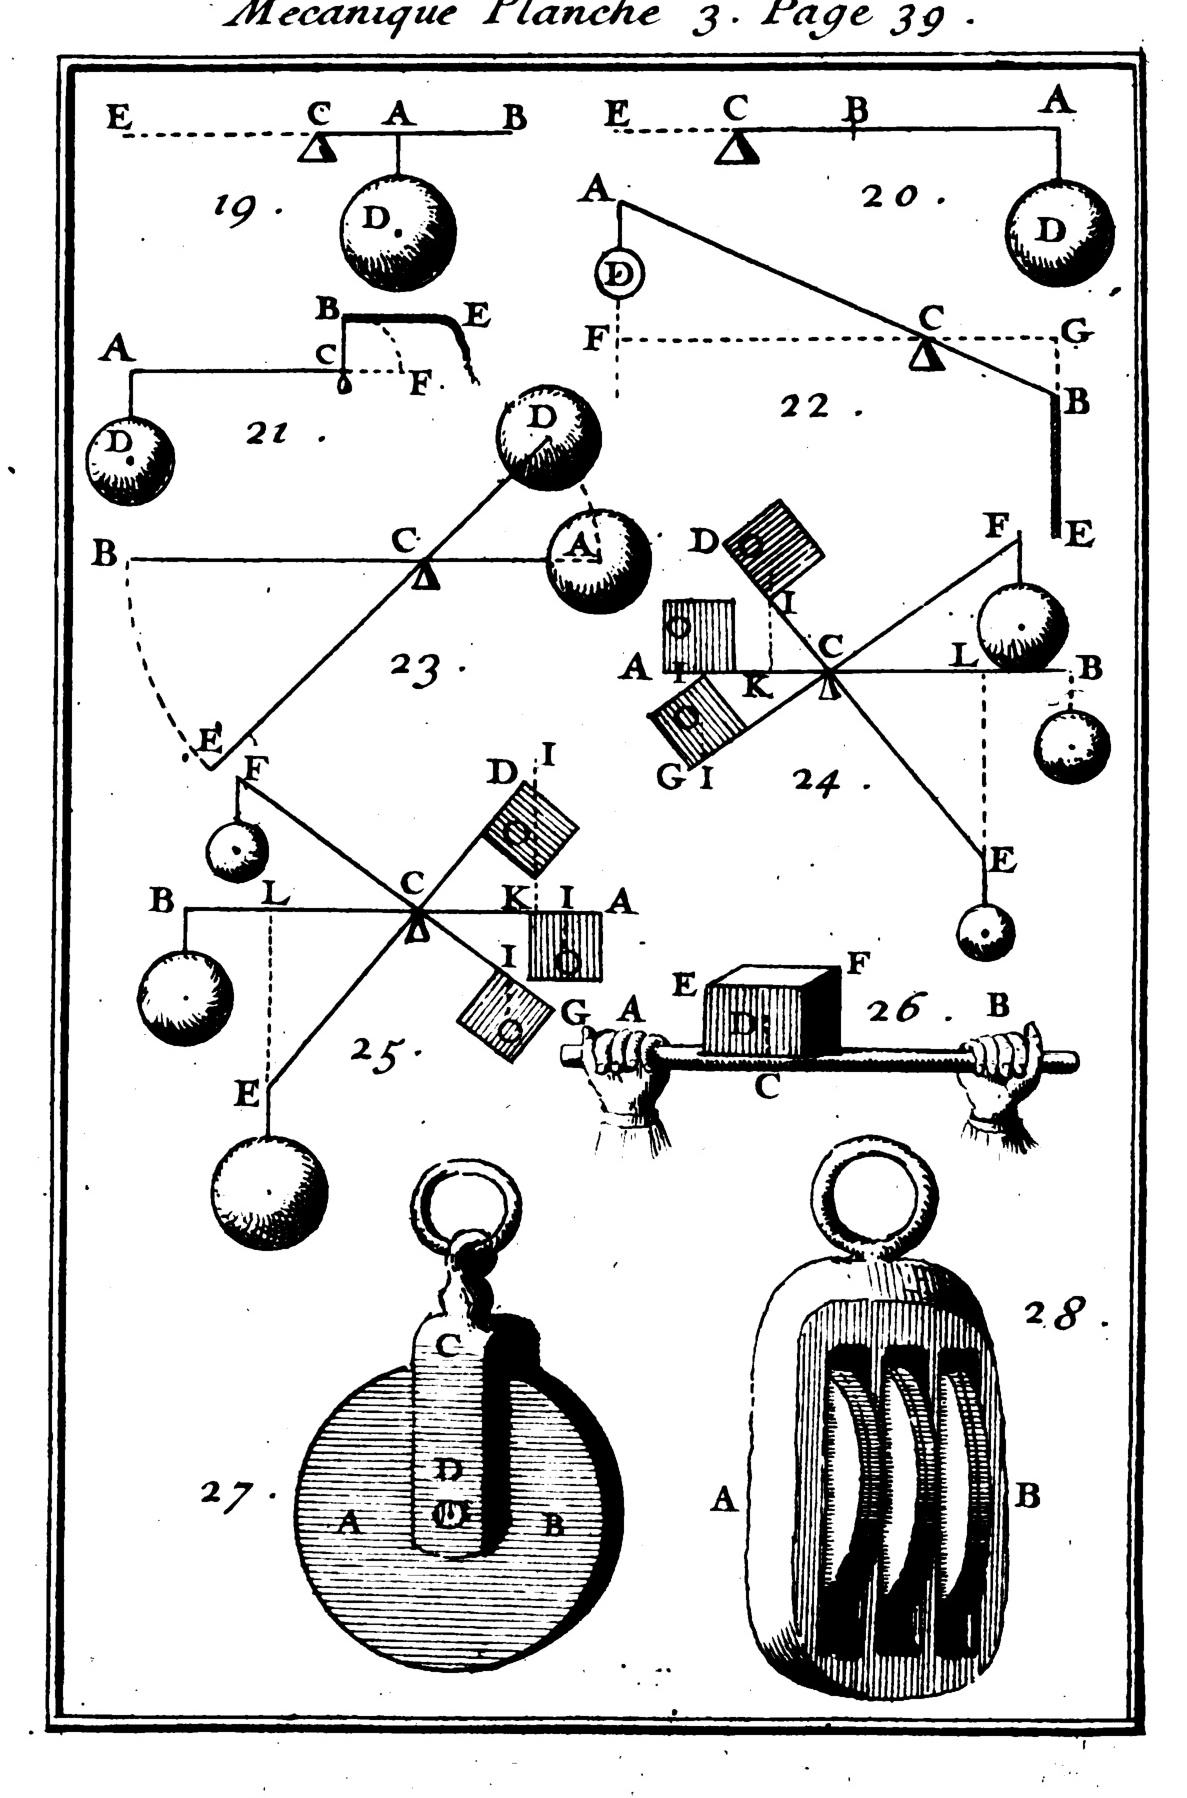 Mecanique Planche 3. Page 39.
E C A B
19.
D.
E C B A
20.
D
B E
A C F.
D
21.
A
D
F C G
B
22.
E
D
B C A
23.
E
D F
O I
O
A I K C L B
O
G I
24.
E
F
D I
O
B L C K I A
O
I
G
O
25.
E
E F
D
26.
A B
C
C
D
O
A B
27.
28.
A B